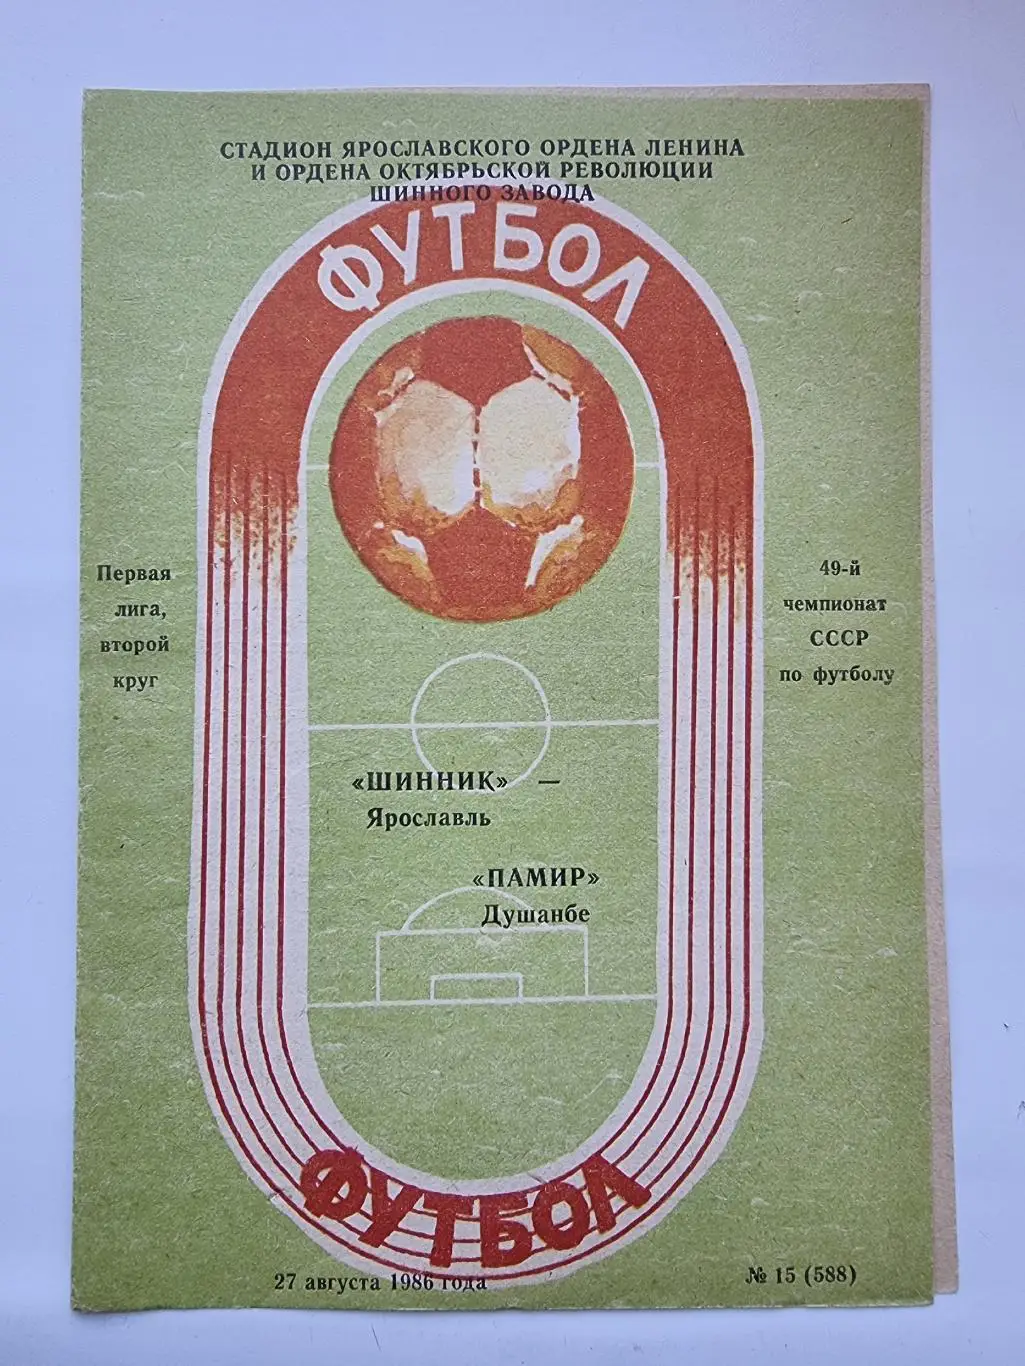 СТАДИОН ЯРОСЛАВСКОГО ОРДЕНА ЛЕНИНА
И ОРДЕНА ОКТЯБРЬСКОЙ РЕВОЛЮЦИИ
ШИННОГО ЗАВОДА
ФУТБОЛ
Первая
лига,
второй
круг
49-й
чемпионат
СССР
по футболу
«ШИННИК» —
Ярославль
«ПАМИР»
Душанбе
ФУТБОЛ
27 августа 1986 года
№ 15 (588)